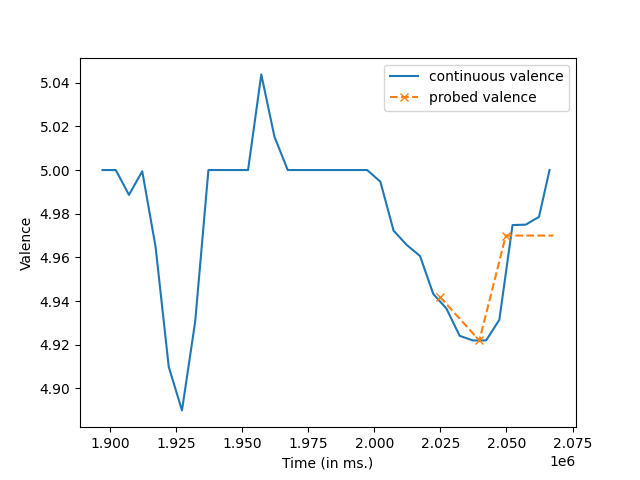 continuous valence
probed valence
5.04
5.02
5.00
4.98
4.96
4.94
4.92
4.90
Valence
1.900 1.925 1.950 1.975 2.000 2.025 2.050 2.075
Time (in ms.)
1e6